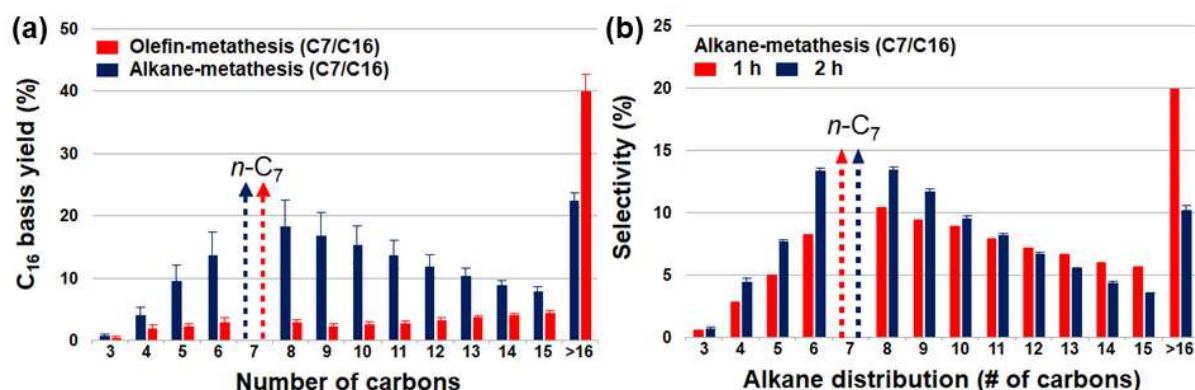 (a)
50
40
30
20
10
0
C16 basis yield (%)
Olefin-metathesis (C7/C16)
Alkane-metathesis (C7/C16)
n-C7
3 4 5 6 7 8 9 10 11 12 13 14 15 >16
Number of carbons
(b)
25
20
15
10
5
0
Selectivity (%)
Alkane-metathesis (C7/C16)
1 h 2 h
n-C7
3 4 5 6 7 8 9 10 11 12 13 14 15 >16
Alkane distribution (# of carbons)